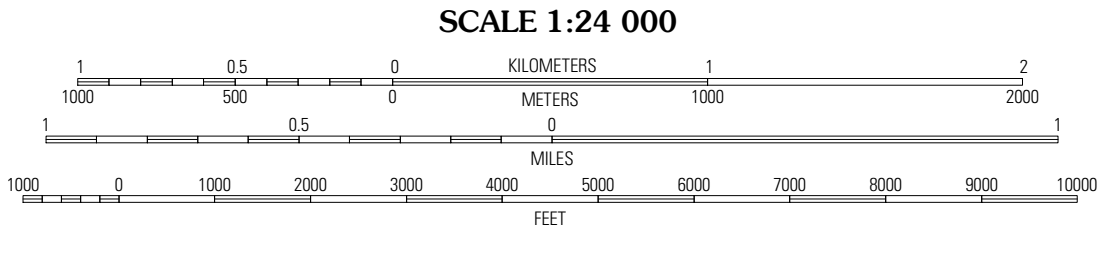 SCALE 1:24 000
1 0.5 0 KILOMETERS 1 2
1000 500 0 METERS 1000 2000
1 0.5 0 1
MILES
1000 0 1000 2000 3000 4000 5000 6000 7000 8000 9000 10000
FEET